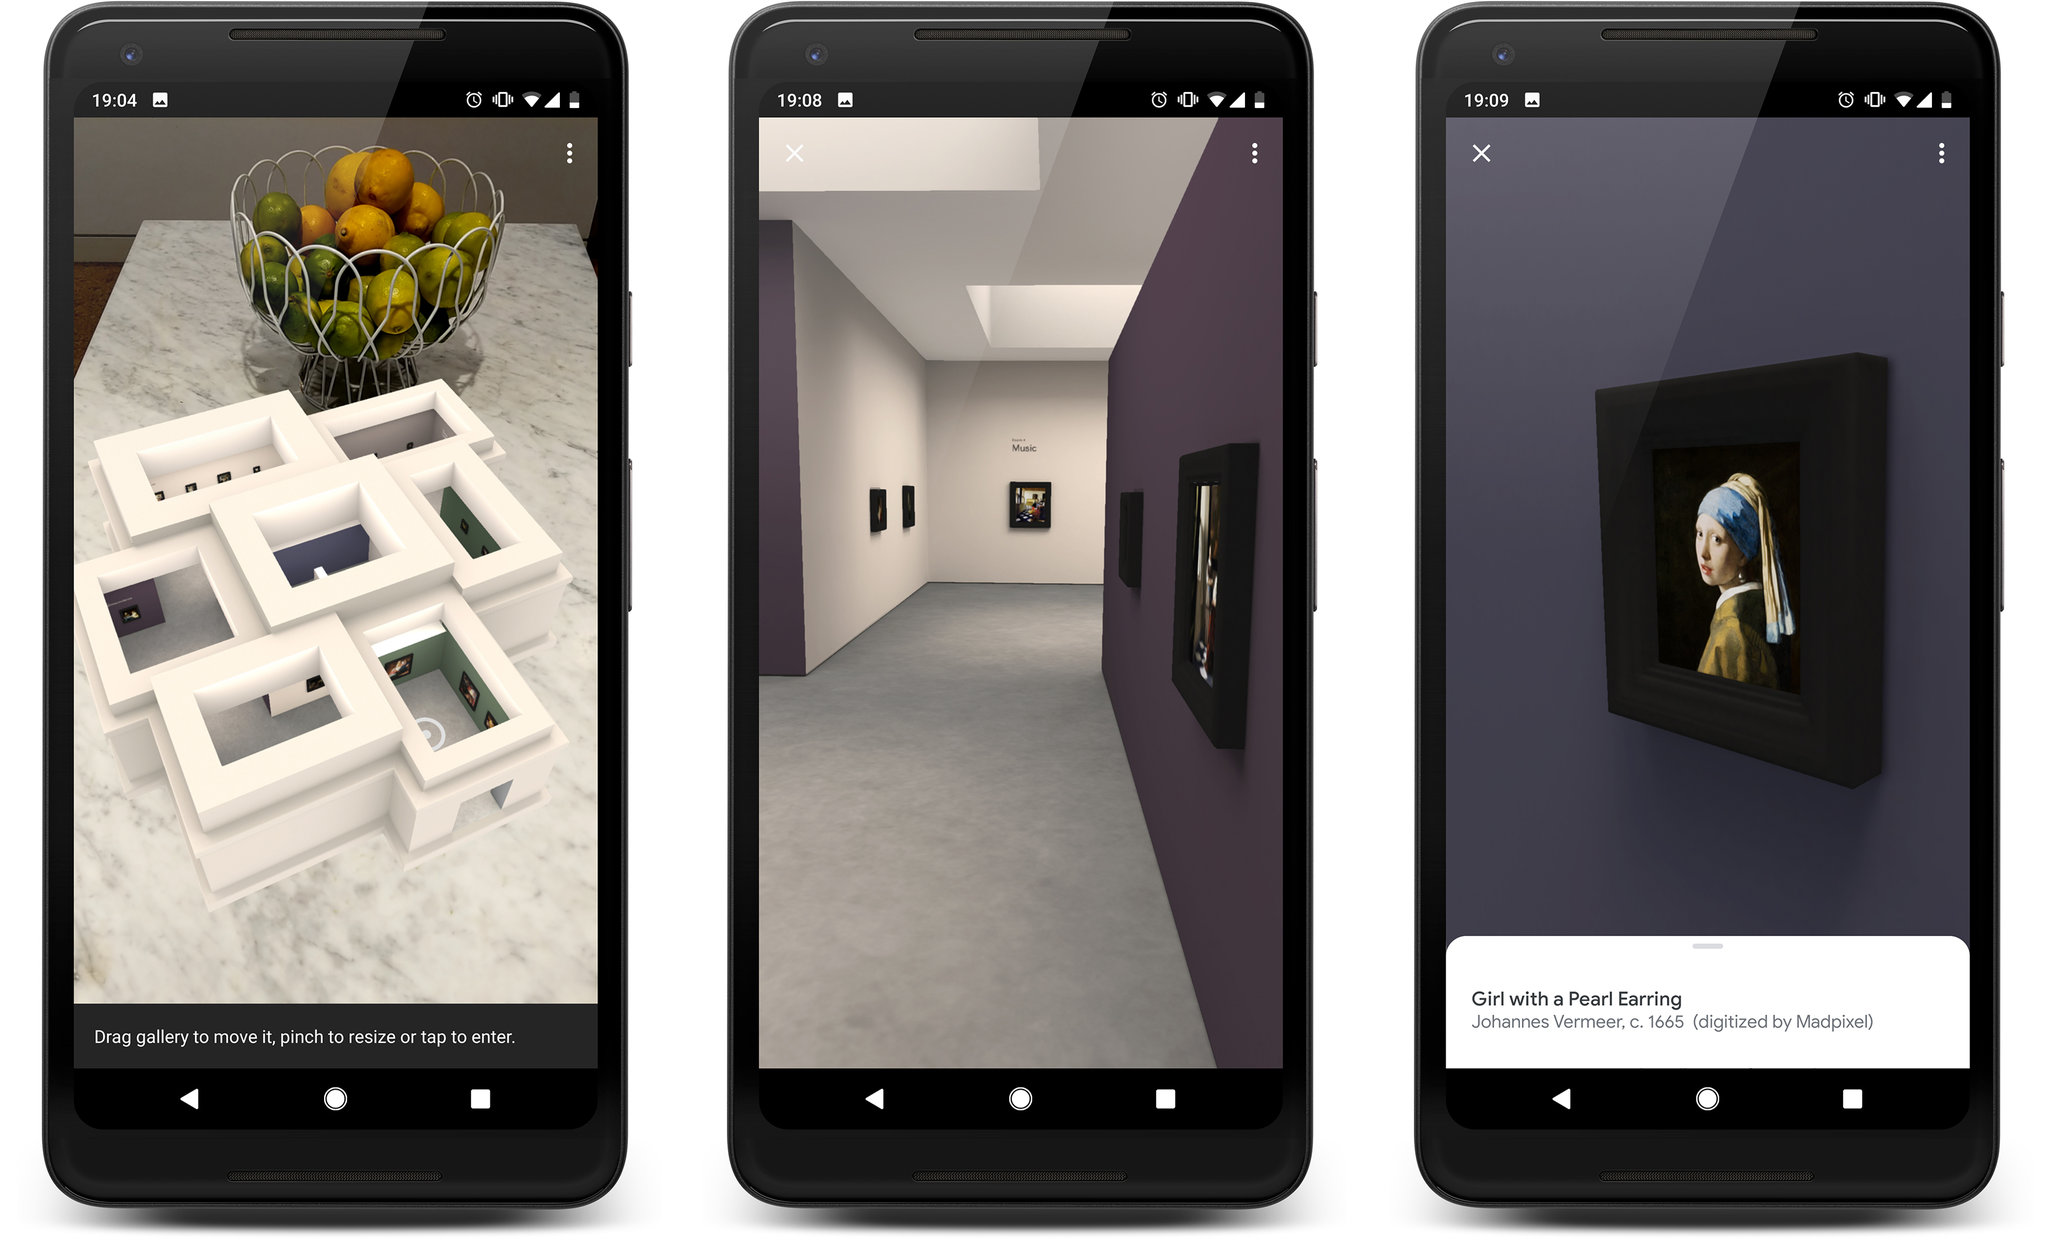 19:04
Drag gallery to move it, pinch to resize or tap to enter.
19:08
Music
19:09
Girl with a Pearl Earring
Johannes Vermeer, c. 1665 (digitized by Madpixel)